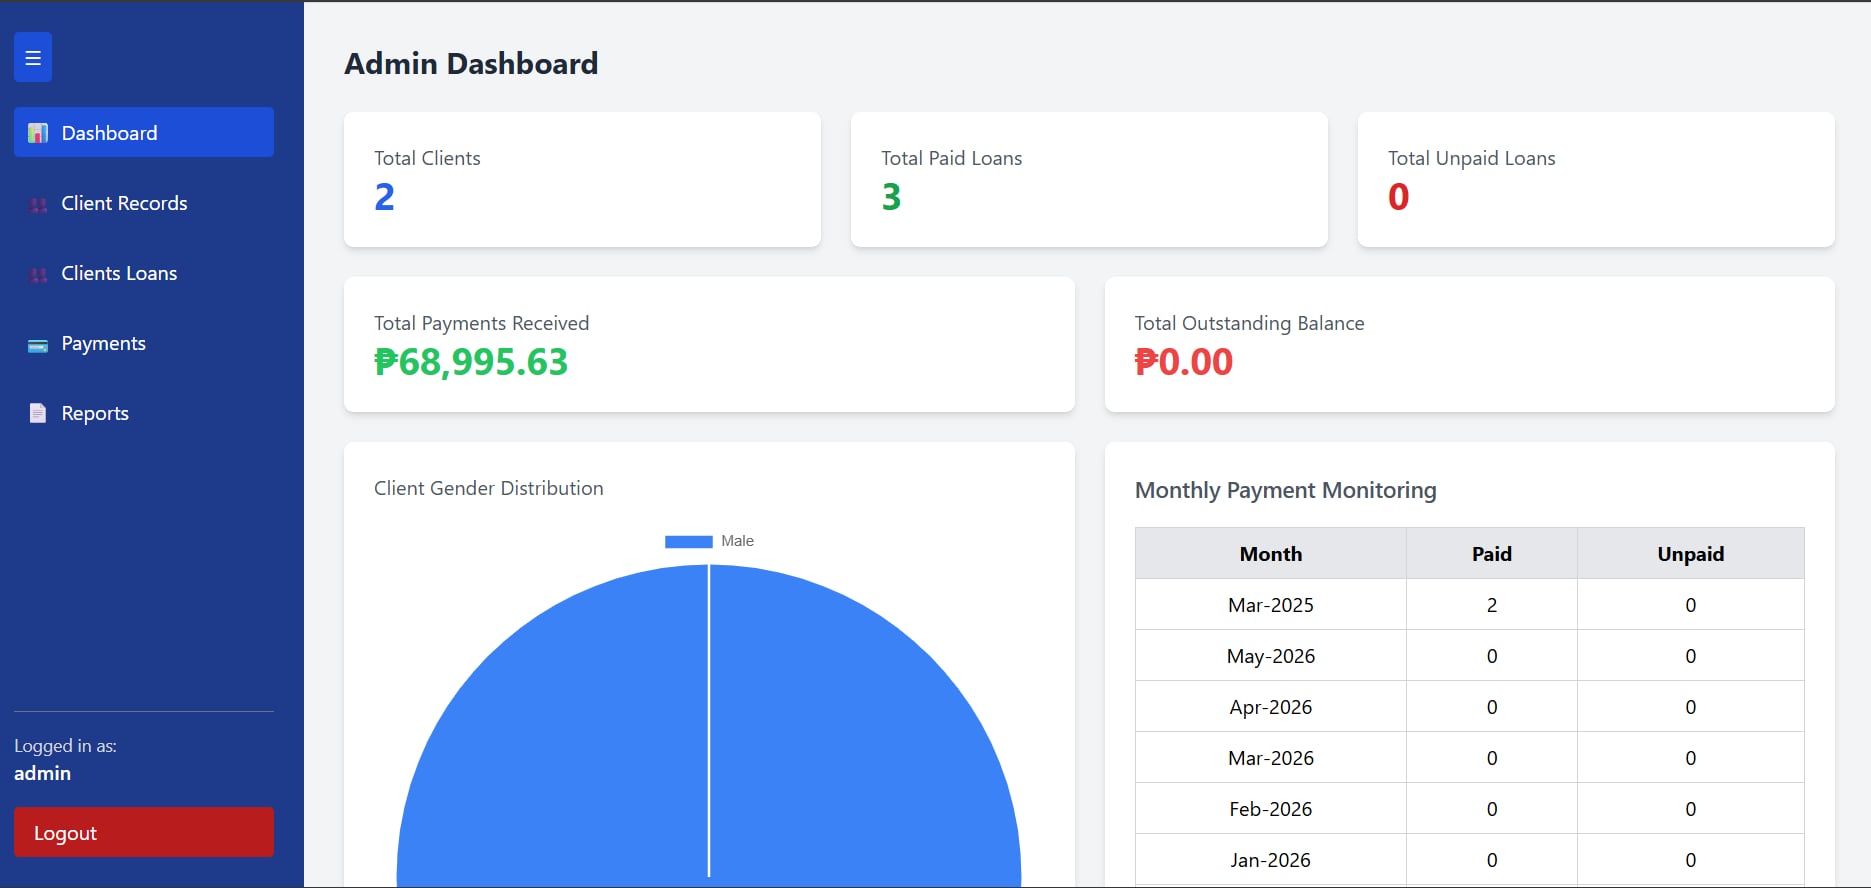 ☰
Dashboard
Client Records
Clients Loans
Payments
Reports
Logged in as:
admin
Logout
Admin Dashboard
Total Clients
2
Total Paid Loans
3
Total Unpaid Loans
0
Total Payments Received
₱68,995.63
Total Outstanding Balance
₱0.00
Client Gender Distribution
Male
Monthly Payment Monitoring
Month Paid Unpaid
Mar-2025 2 0
May-2026 0 0
Apr-2026 0 0
Mar-2026 0 0
Feb-2026 0 0
Jan-2026 0 0